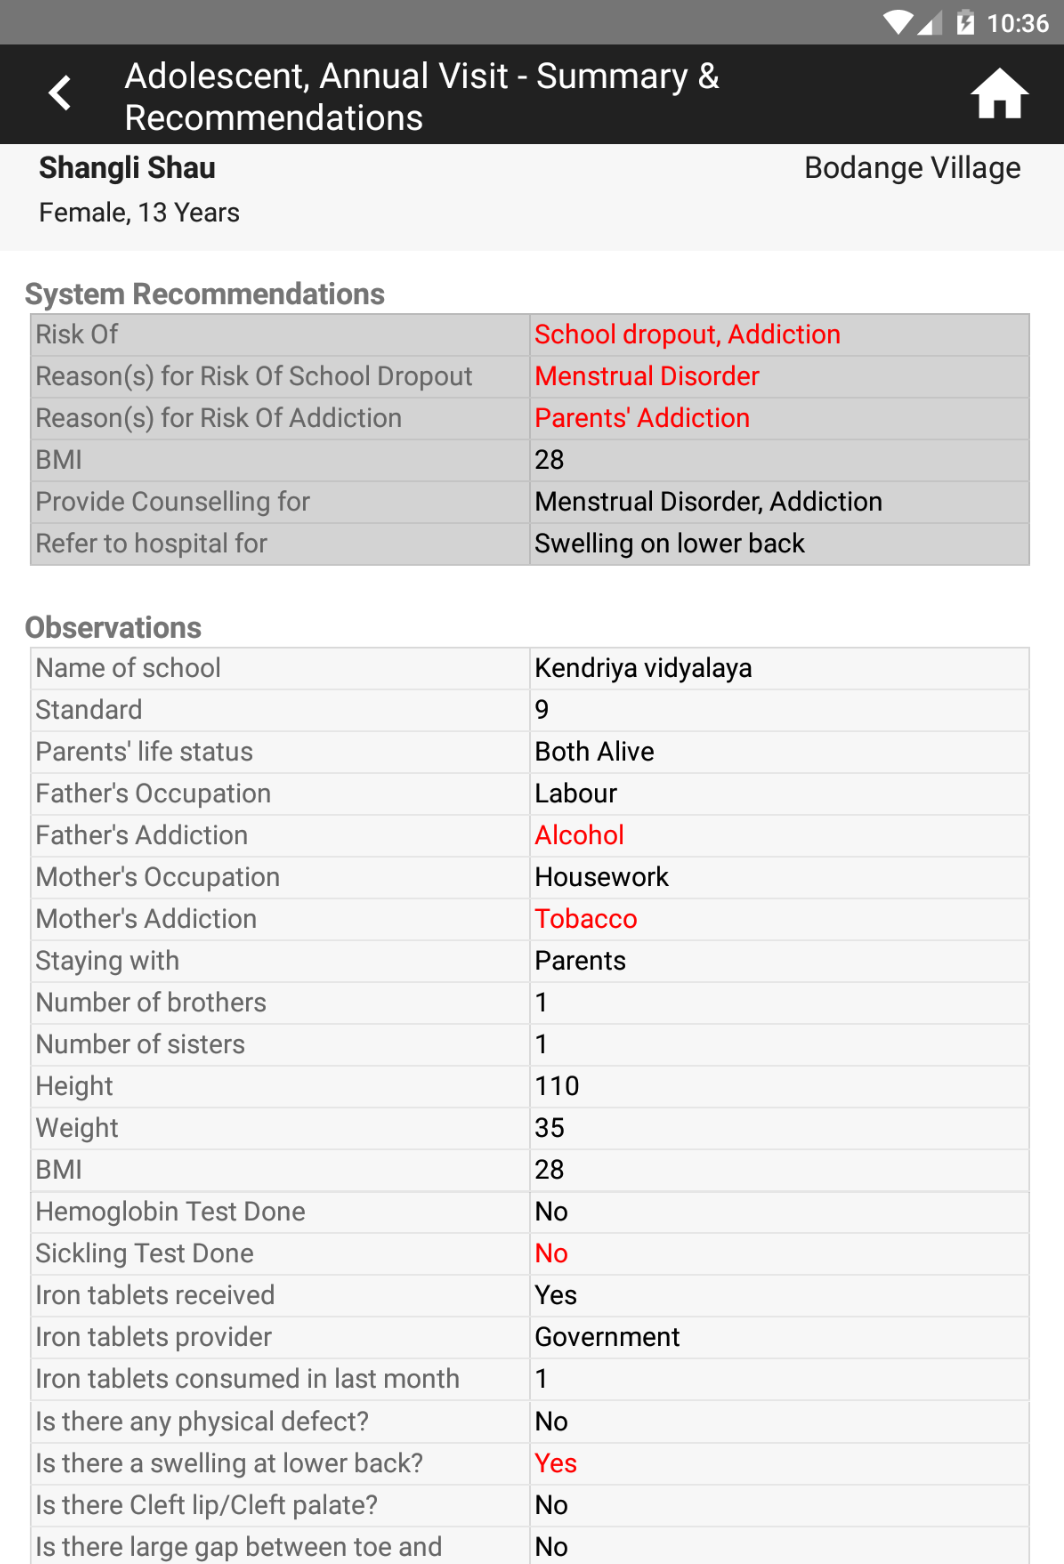 10:36
Adolescent, Annual Visit - Summary &
Recommendations
Shangli Shau Bodange Village
Female, 13 Years
System Recommendations
Risk Of School dropout, Addiction
Reason(s) for Risk Of School Dropout Menstrual Disorder
Reason(s) for Risk Of Addiction Parents' Addiction
BMI 28
Provide Counselling for Menstrual Disorder, Addiction
Refer to hospital for Swelling on lower back
Observations
Name of school Kendriya vidyalaya
Standard 9
Parents' life status Both Alive
Father's Occupation Labour
Father's Addiction Alcohol
Mother's Occupation Housework
Mother's Addiction Tobacco
Staying with Parents
Number of brothers 1
Number of sisters 1
Height 110
Weight 35
BMI 28
Hemoglobin Test Done No
Sickling Test Done No
Iron tablets received Yes
Iron tablets provider Government
Iron tablets consumed in last month 1
Is there any physical defect? No
Is there a swelling at lower back? Yes
Is there Cleft lip/Cleft palate? No
Is there large gap between toe and No